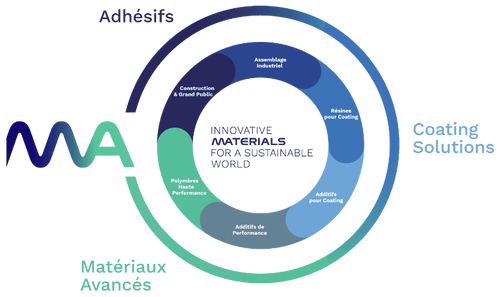 Adhésifs
Assemblage
Industriel
Construction
& Grand Public
Résines
pour Coating
INNOVATIVE
MATERIALS
FOR A SUSTAINABLE
WORLD
MA
Coating
Solutions
Polymères
Haute
Performance
Additifs
pour Coating
Additifs de
Performance
Matériaux
Avancés